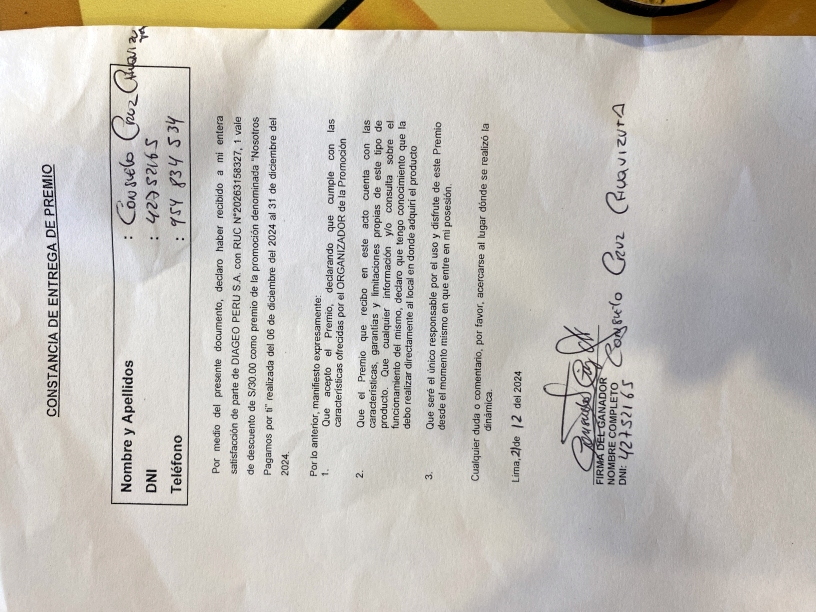 CONSTANCIA DE ENTREGA DE PREMIO
Nombre y Apellidos : Consuelo Cruz Chuavizuta
DNI : 42752165
Teléfono : 954 834 534
Por medio del presente documento, declaro haber recibido a mi entera
satisfacción de parte de DIAGEO PERU S.A. con RUC N°20263158327, 1 vale
de descuento de S/30.00 como premio de la promoción denominada "Nosotros
Pagamos por ti" realizada del 06 de diciembre del 2024 al 31 de diciembre del
2024.
Por lo anterior, manifiesto expresamente:
1. Que acepto el Premio, declarando que cumple con las
características ofrecidas por el ORGANIZADOR de la Promoción
2. Que el Premio que recibo en este acto cuenta con las
características, garantías y limitaciones propias de este tipo de
producto. Que cualquier información y/o consulta sobre el
funcionamiento del mismo, declaro que tengo conocimiento que la
debo realizar directamente al local en donde adquirí el producto
3. Que seré el único responsable por el uso y disfrute de este Premio
desde el momento mismo en que entre en mi posesión.
Cualquier duda o comentario, por favor, acercarse al lugar dónde se realizó la
dinámica.
Lima, 21 de 12 del 2024
FIRMA DEL GANADOR
NOMBRE COMPLETO: Consuelo Cruz Chuavizuta
DNI: 42752165